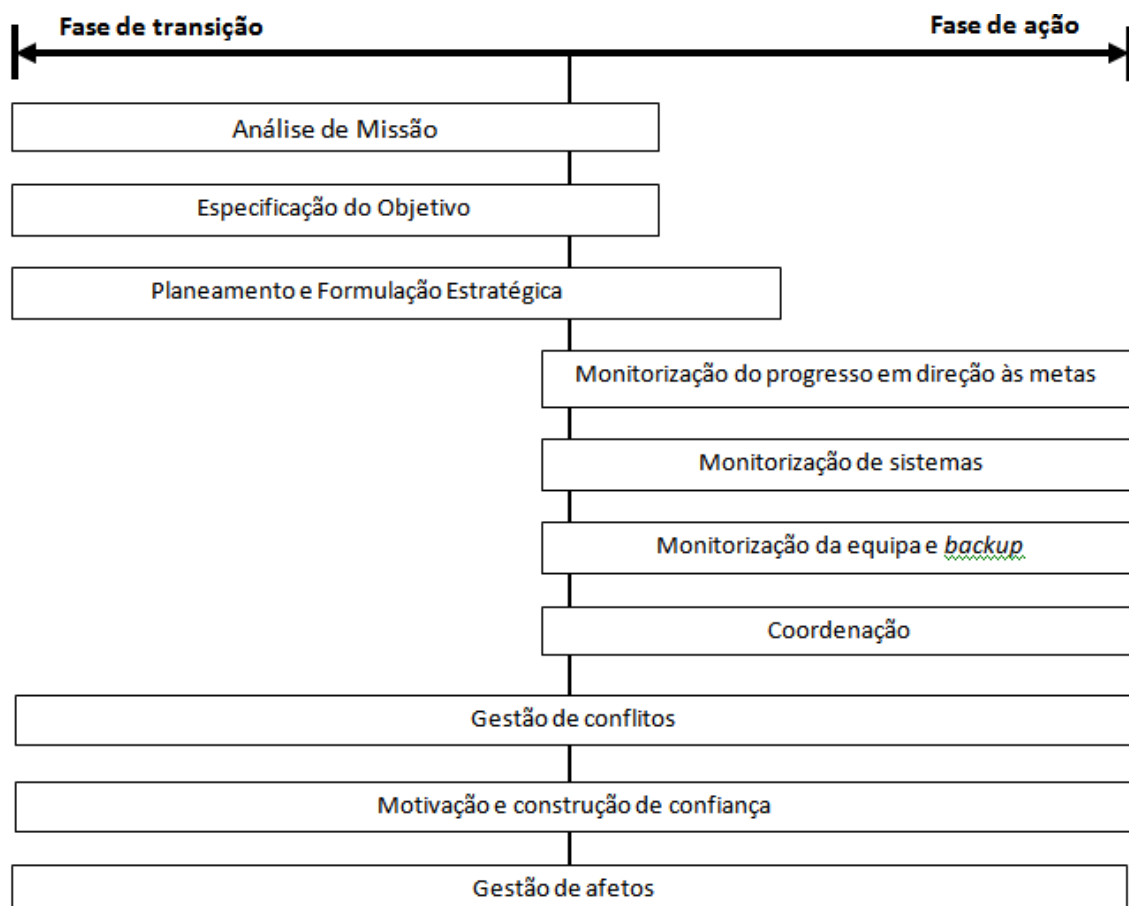 Fase de transição
Fase de ação
Análise de Missão
Especificação do Objetivo
Planeamento e Formulação Estratégica
Monitorização do progresso em direção às metas
Monitorização de sistemas
Monitorização da equipa e backup
Coordenação
Gestão de conflitos
Motivação e construção de confiança
Gestão de afetos